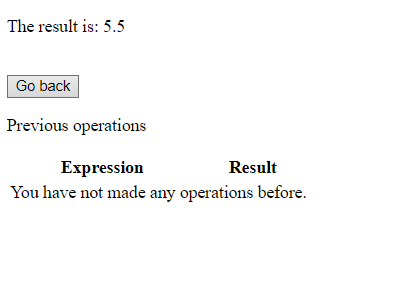 The result is: 5.5
Go back
Previous operations
Expression Result
You have not made any operations before.